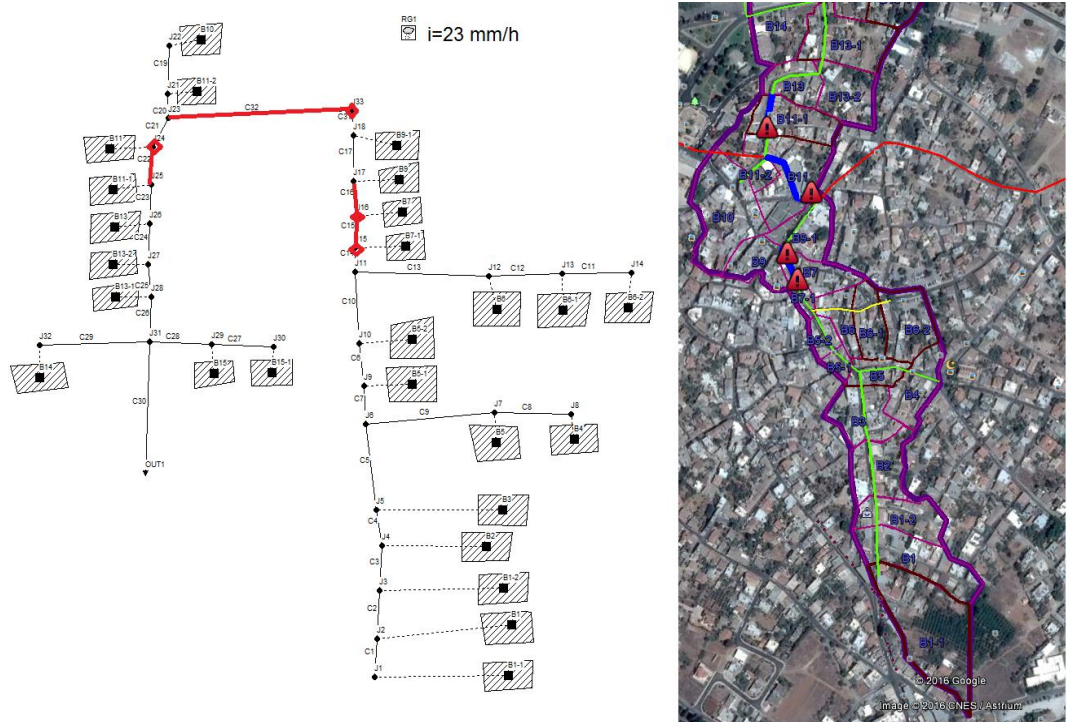 RG1
i=23 mm/h
J22
B10
C19
J21
B11-2
C20
J23
C21
C32
J33
C3
J24
B11
C22
J18
B9-1
C17
B11-1
J25
C23
J17
B9
C16
B13
J26
C24
J16
B7
C15
B13-2
J27
C25
15
B7-1
C1
B13-1
J28
C26
J11
C13
J12
C12
J13
C11
J14
B6
B6-1
B6-2
C10
J32
C29
J31
C28
J29
C27
J30
J10
B14
B15
B15-1
C6
J9
C7
J6
C9
J7
C8
J8
B5
B4
C30
OUT1
C5
J5
B3
C4
J4
B2
C3
J3
B1-2
C2
J2
B1
C1
J1
B1-1
B14
B13-1
B13
B13-2
B11-1
B11-2
B11
B10
B9-1
B9
B7
B7-1
B6
B6-1
B6-2
B5-2
B5-1
B5
B4
B3
B2
B1-2
B1
B1-1
© 2016 Google
Image © 2016 CNES / Astrium